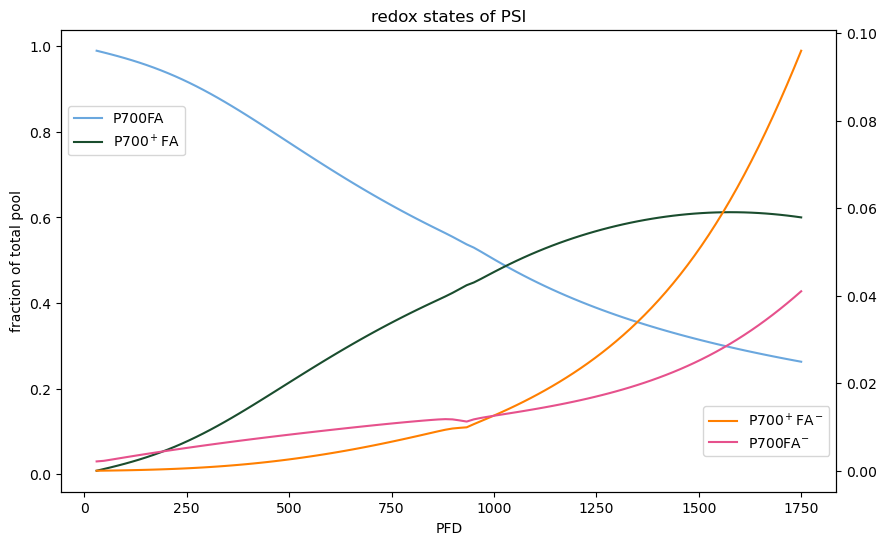 redox states of PSI
fraction of total pool
1.0
0.8
0.6
0.4
0.2
0.0
0.10
0.08
0.06
0.04
0.02
0.00
P700FA
P700⁺FA
P700⁺FA⁻
P700FA⁻
0 250 500 750 1000 1250 1500 1750
PFD